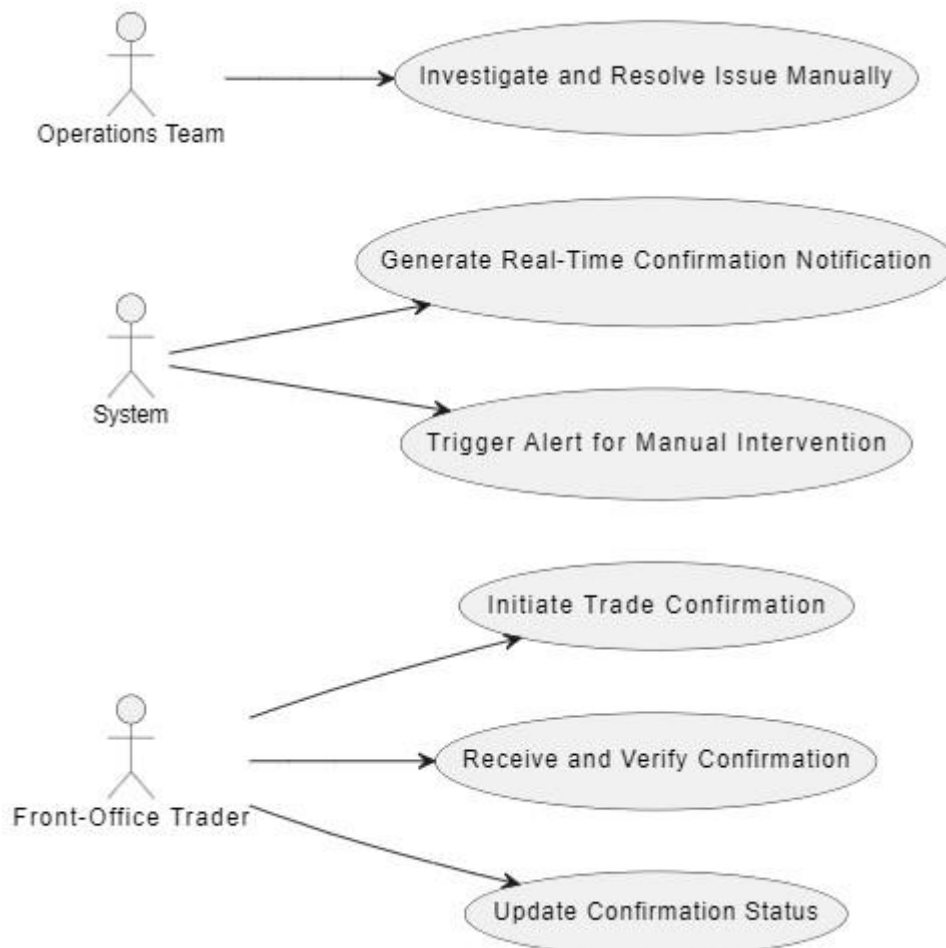 Investigate and Resolve Issue Manually
Operations Team
Generate Real-Time Confirmation Notification
System
Trigger Alert for Manual Intervention
Initiate Trade Confirmation
Receive and Verify Confirmation
Front-Office Trader
Update Confirmation Status